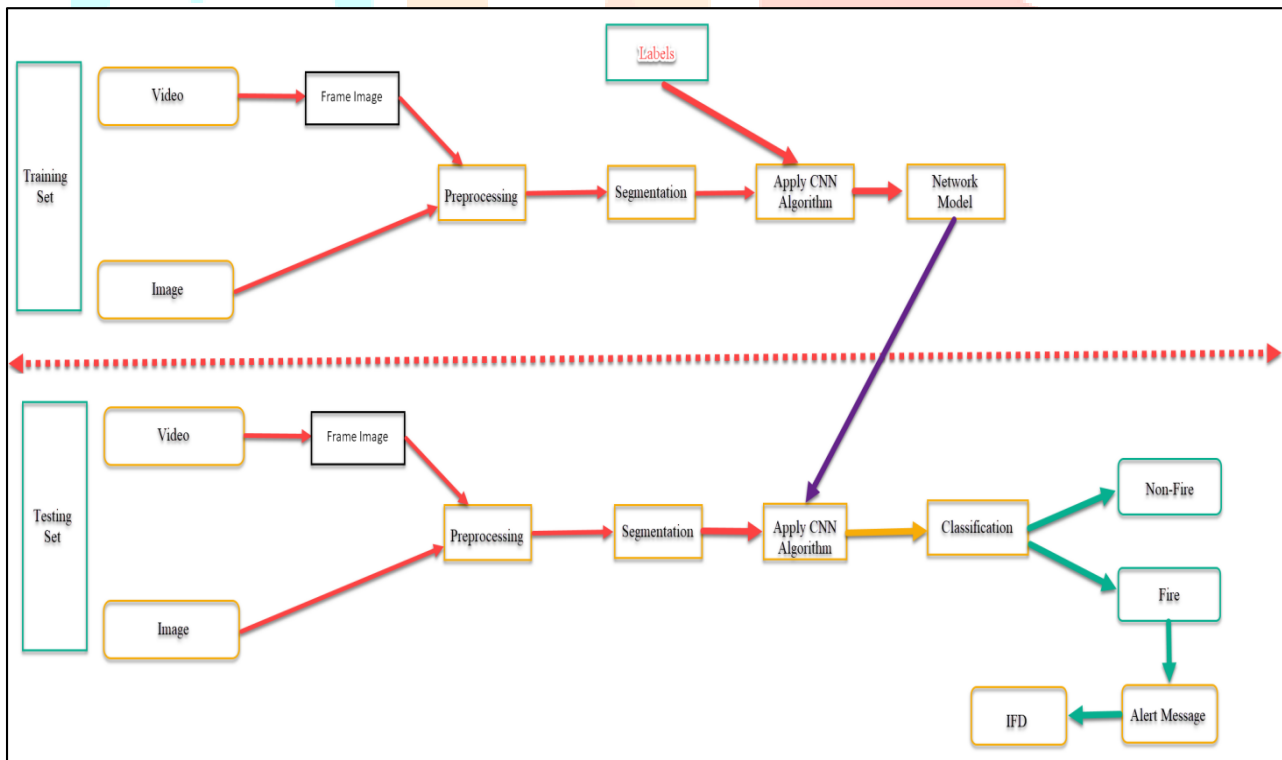 Labels
Video
Frame Image
Training
Set
Preprocessing
Segmentation
Apply CNN
Algorithm
Network
Model
Image
Video
Frame Image
Testing
Set
Preprocessing
Segmentation
Apply CNN
Algorithm
Classification
Non-Fire
Fire
Image
IFD
Alert Message